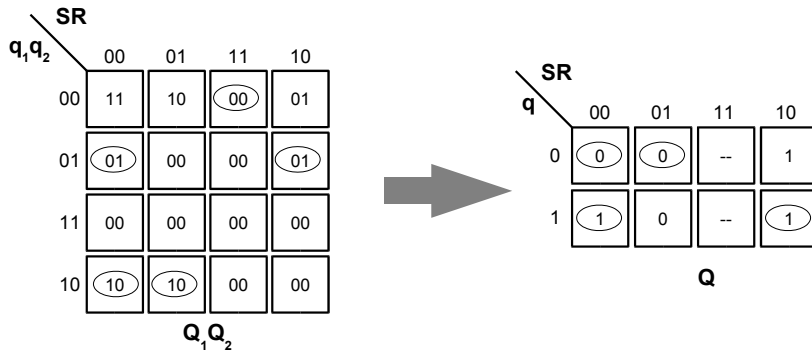 SR
q₁q₂
00 01 11 10
00 11 10 00 01
01 01 00 00 01
11 00 00 00 00
10 10 10 00 00
Q₁Q₂
SR
q
00 01 11 10
0 0 0 -- 1
1 1 0 -- 1
Q